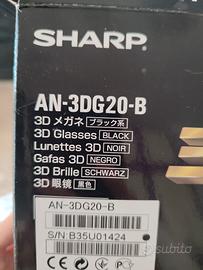 SHARP
AN-3DG20-B
3D メガネ ブラック系
3D Glasses BLACK
Lunettes 3D NOIR
Gafas 3D NEGRO
3D Brille SCHWARZ
3D 眼镜 黑色
AN-3DG20-B
S/N:B35U01424
subito